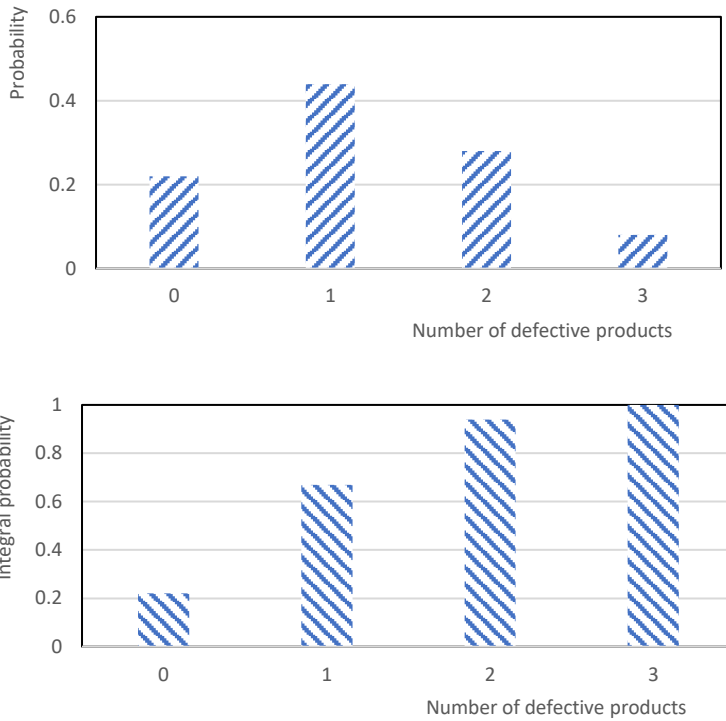 Probability
0.6
0.4
0.2
0
0 1 2 3
Number of defective products
Integral probability
1
0.8
0.6
0.4
0.2
0
0 1 2 3
Number of defective products